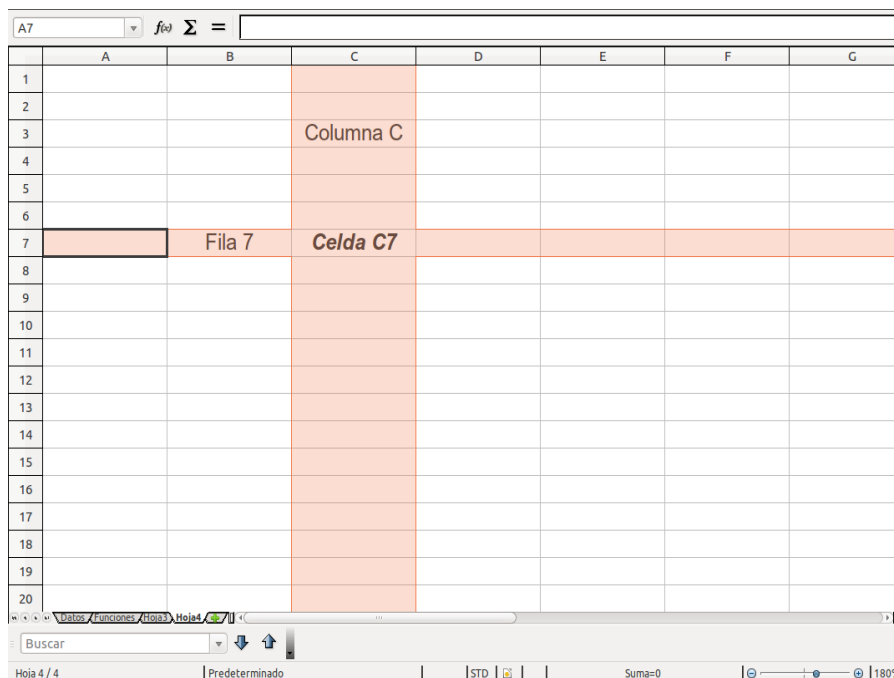 A7 f(x) Σ =
A B C D E F G
1
2
3 Columna C
4
5
6
7 Fila 7 Celda C7
8
9
10
11
12
13
14
15
16
17
18
19
20
Datos Funciones Hoja3 Hoja4
Buscar
Hoja 4 / 4 Predeterminado STD Suma=0 180%